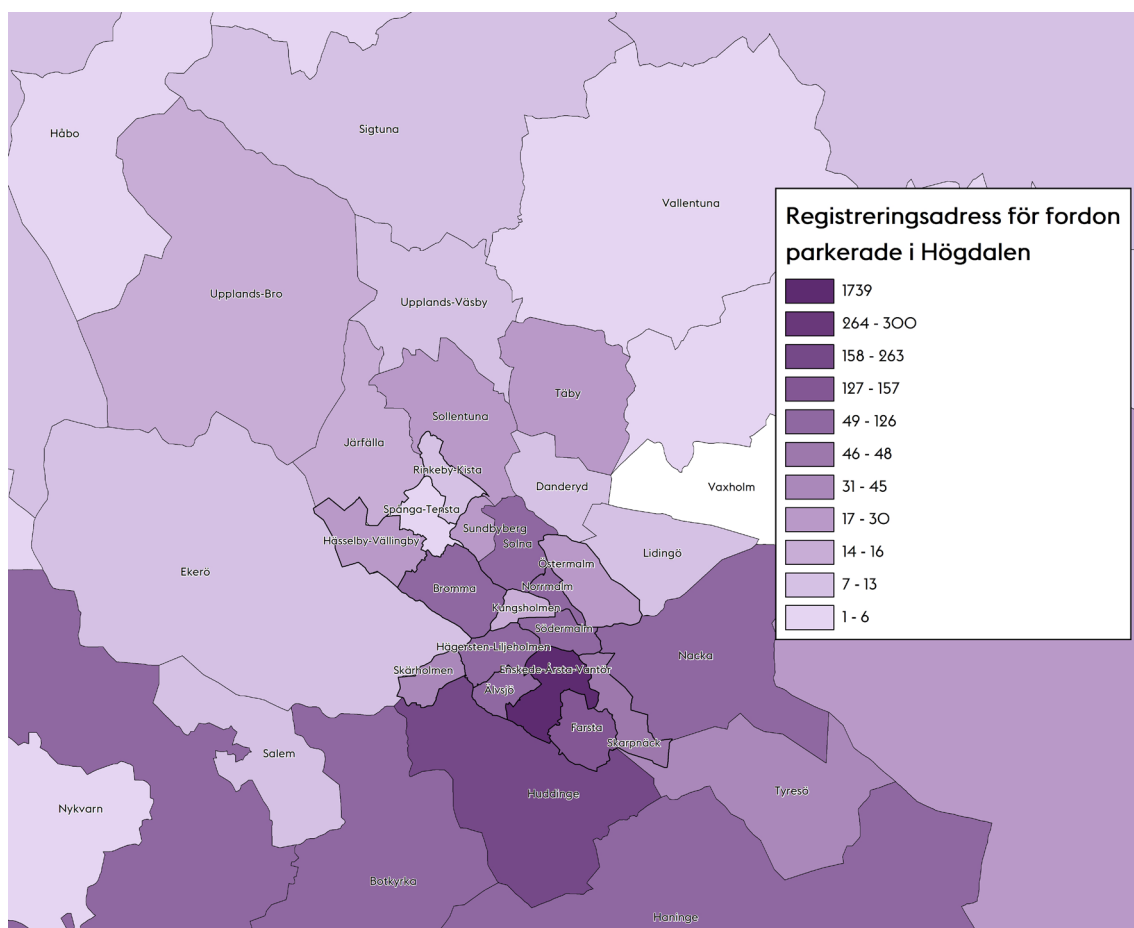 Håbo
Sigtuna
Vallentuna
Registreringsadress för fordon
parkerade i Högdalen
1739
264 - 300
158 - 263
127 - 157
49 - 126
46 - 48
31 - 45
17 - 30
14 - 16
7 - 13
1 - 6
Upplands-Bro
Upplands-Väsby
Täby
Sollentuna
Järfälla
Rinkeby-Kista
Danderyd
Vaxholm
Spånga-Tensta
Sundbyberg
Hässelby-Vällingby
Solna
Lidingö
Östermalm
Ekerö
Bromma
Norrmalm
Kungsholmen
Södermalm
Hägersten-Liljeholmen
Nacka
Skärholmen
Enskede-Årsta-Vantör
Älvsjö
Farsta
Skarpnäck
Salem
Huddinge
Tyresö
Nykvarn
Botkyrka
Haninge